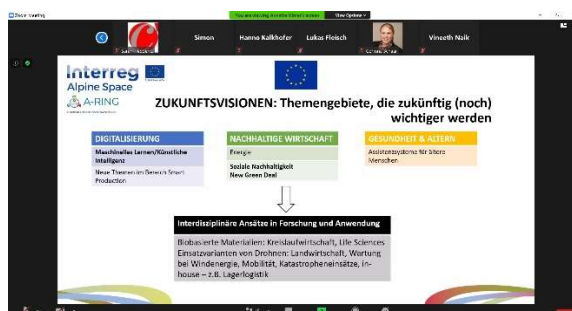 Zoom Meeting
You are viewing
View Options
Simon
Hanno Kalkhofer
Lukas Fleisch
Vineeth Naik
Interreg
Alpine Space
A-RING
ZUKUNFTSVISIONEN: Themengebiete, die zukünftig (noch)
wichtiger werden
DIGITALISIERUNG
Maschinelles Lernen/Künstliche
Intelligenz
Neue Themen im Bereich Smart
Production
NACHHALTIGE WIRTSCHAFT
Energie
Soziale Nachhaltigkeit
New Green Deal
GESUNDHEIT & ALTERN
Assistenzsysteme für ältere
Menschen
Interdisziplinäre Ansätze in Forschung und Anwendung
Biobasierte Materialien: Kreislaufwirtschaft, Life Sciences
Einsatzvarianten von Drohnen: Landwirtschaft, Wartung
bei Windenergie, Mobilität, Katastropheneinsätze, in-
house – z.B. Lagerlogistik